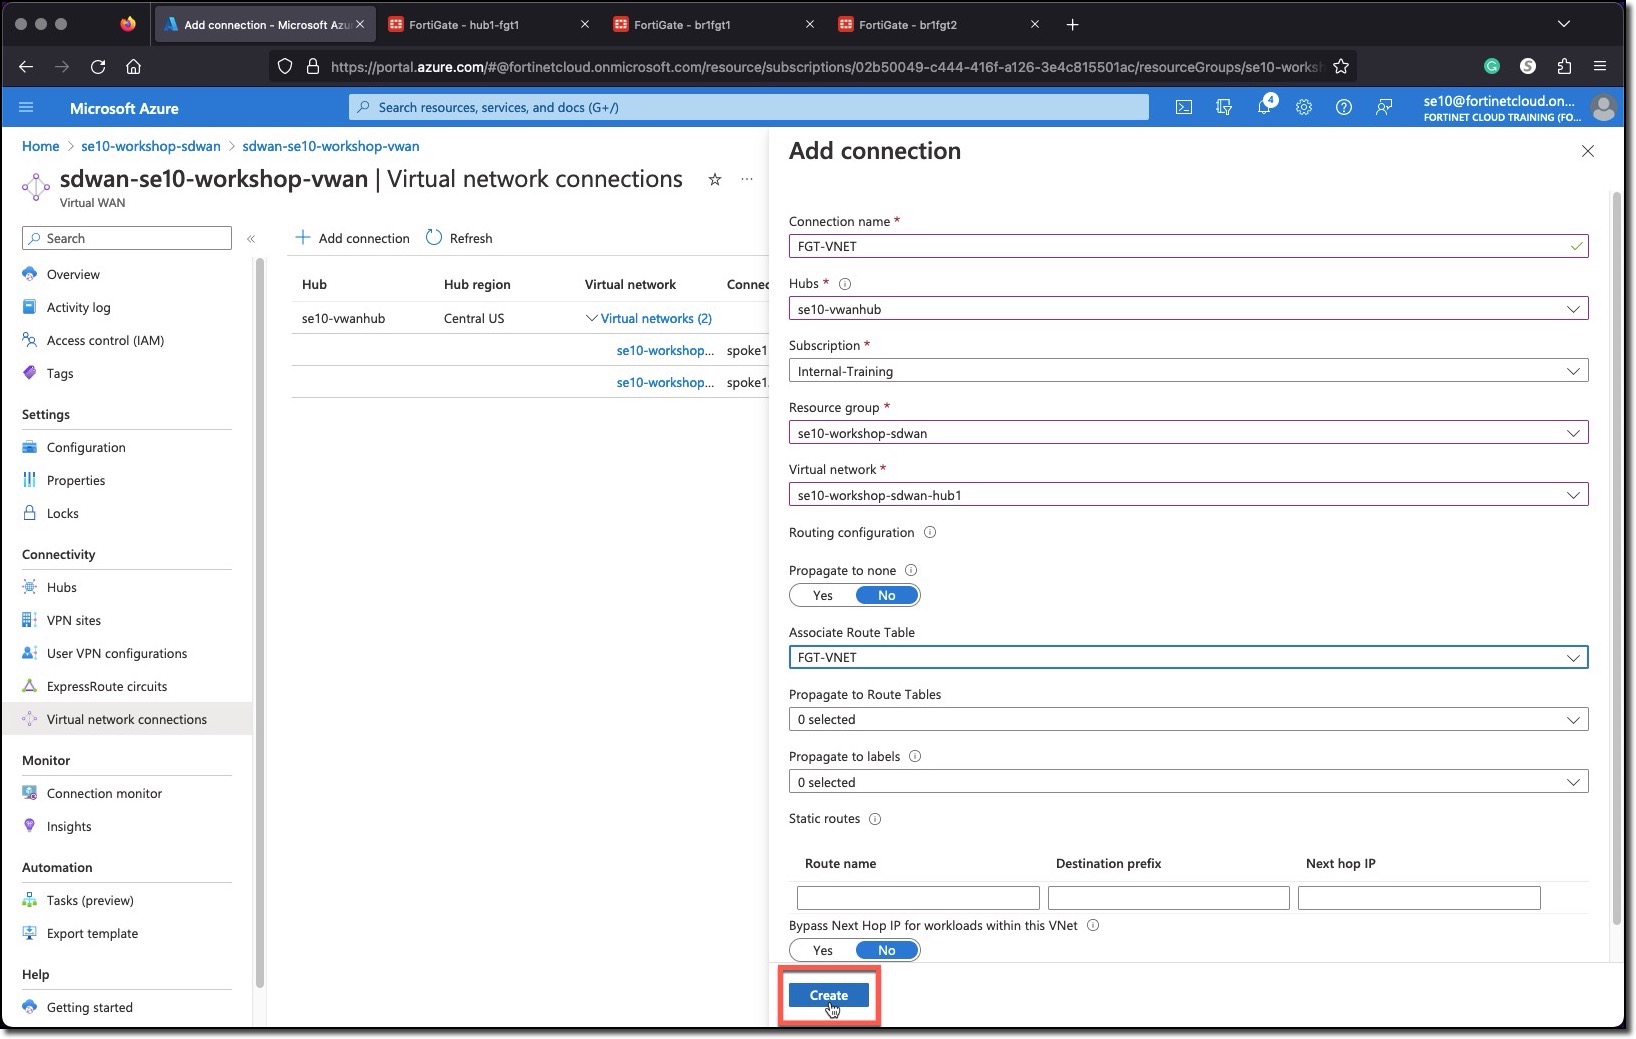 Add connection - Microsoft Azu
FortiGate - hub1-fgt1
FortiGate - br1fgt1
FortiGate - br1fgt2
https://portal.azure.com/#@fortinetcloud.onmicrosoft.com/resource/subscriptions/02b50049-c444-416f-a126-3e4c815501ac/resourceGroups/se10-worksh
Microsoft Azure
Search resources, services, and docs (G+/)
4
se10@fortinetcloud.on...
FORTINET CLOUD TRAINING (FO...
Home > se10-workshop-sdwan > sdwan-se10-workshop-vwan
sdwan-se10-workshop-vwan | Virtual network connections
Virtual WAN
Search
Overview
Activity log
Access control (IAM)
Tags
Settings
Configuration
Properties
Locks
Connectivity
Hubs
VPN sites
User VPN configurations
ExpressRoute circuits
Virtual network connections
Monitor
Connection monitor
Insights
Automation
Tasks (preview)
Export template
Help
Getting started
Add connection
Refresh
Hub Hub region Virtual network Connec
se10-vwanhub Central US Virtual networks (2)
se10-workshop... spoke1
se10-workshop... spoke1
Add connection
Connection name *
FGT-VNET
Hubs *
se10-vwanhub
Subscription *
Internal-Training
Resource group *
se10-workshop-sdwan
Virtual network *
se10-workshop-sdwan-hub1
Routing configuration
Propagate to none
Yes No
Associate Route Table
FGT-VNET
Propagate to Route Tables
0 selected
Propagate to labels
0 selected
Static routes
Route name Destination prefix Next hop IP
Bypass Next Hop IP for workloads within this VNet
Yes No
Create